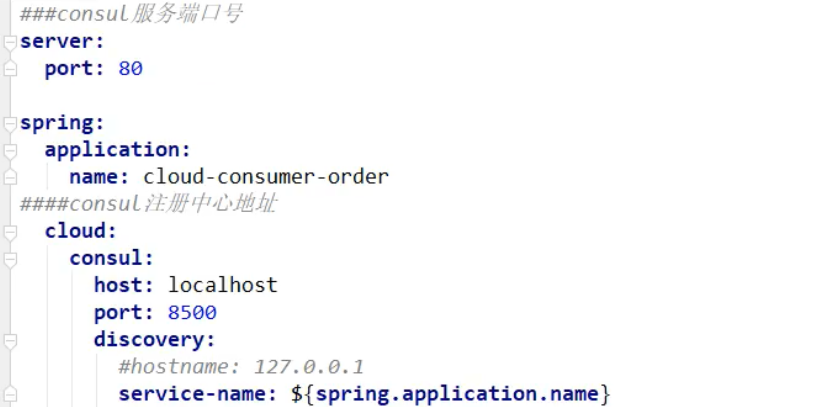 ###consul服务端口号
server:
  port: 80

spring:
  application:
    name: cloud-consumer-order
####consul注册中心地址
  cloud:
    consul:
      host: localhost
      port: 8500
      discovery:
        #hostname: 127.0.0.1
        service-name: ${spring.application.name}